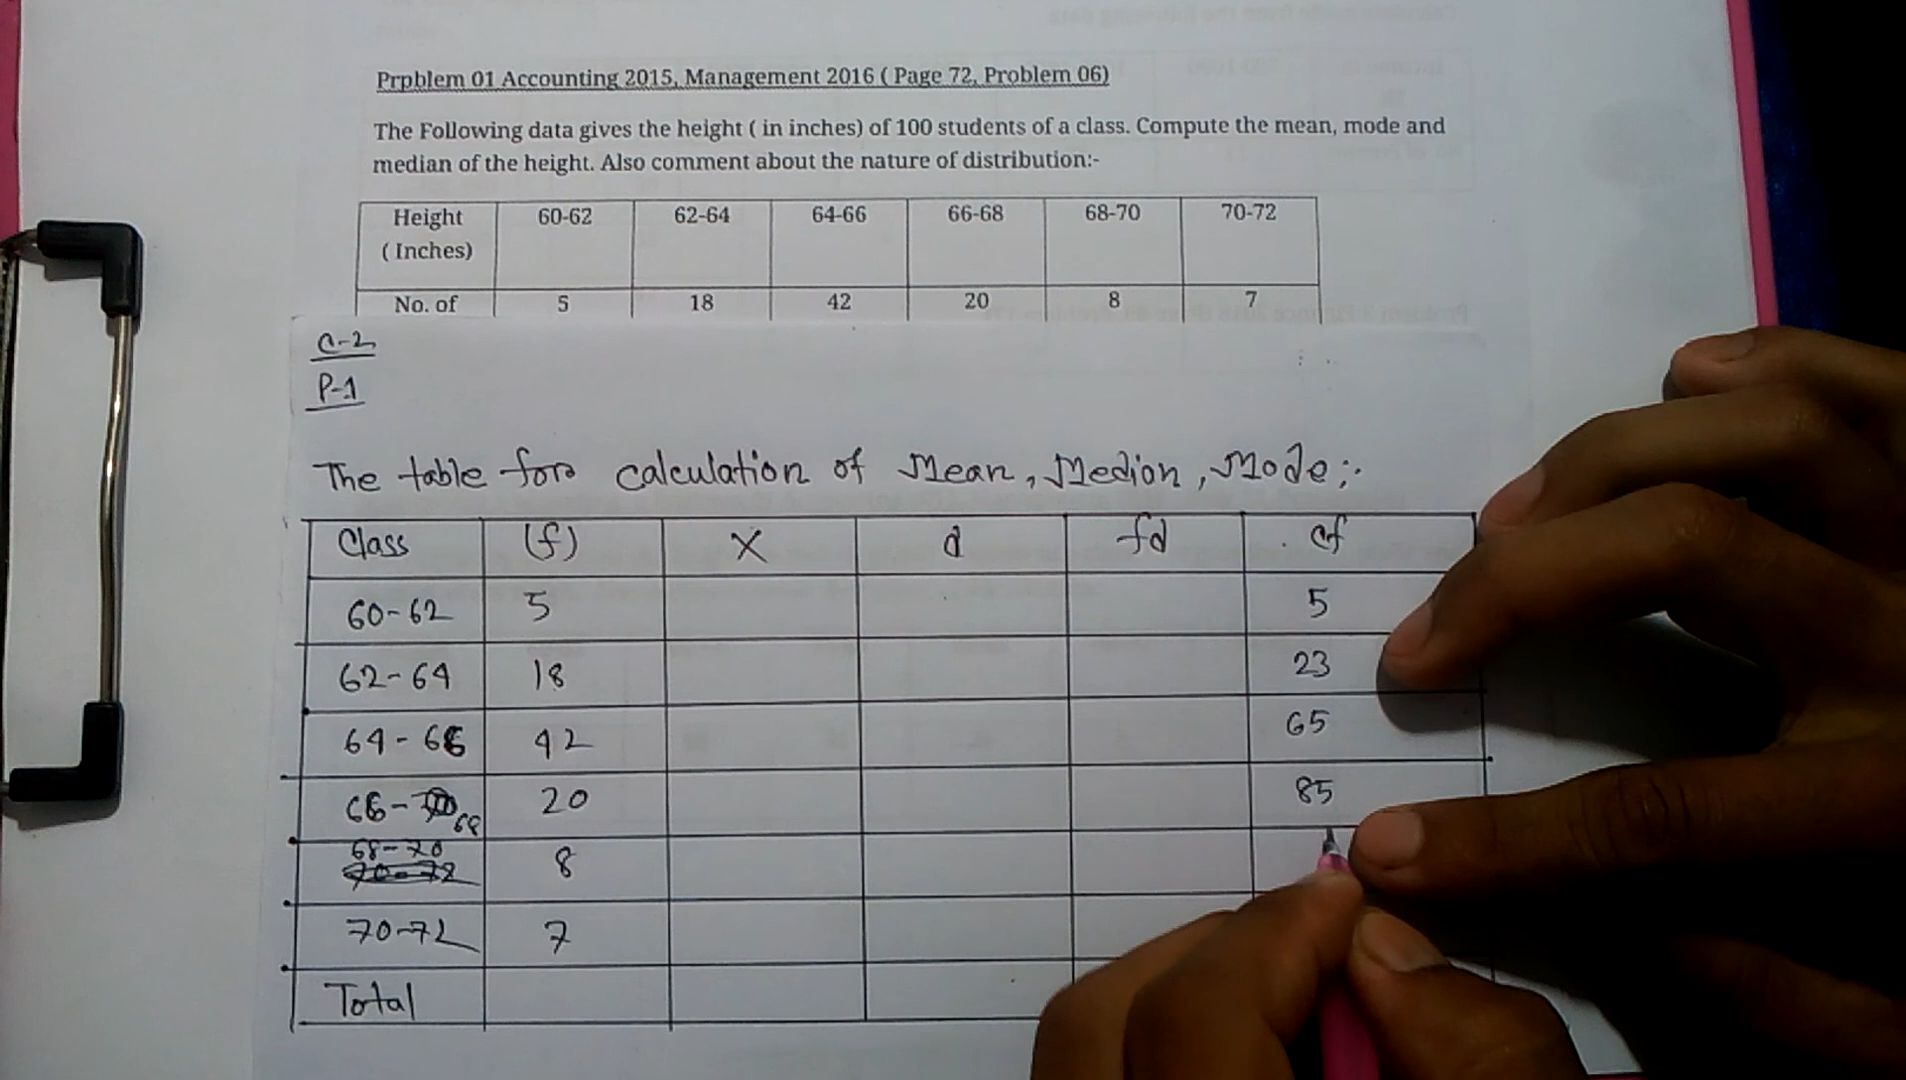 Prpblem 01 Accounting 2015, Management 2016 ( Page 72, Problem 06)
The Following data gives the height ( in inches) of 100 students of a class. Compute the mean, mode and
median of the height. Also comment about the nature of distribution:-
Height ( Inches) 60-62 62-64 64-66 66-68 68-70 70-72
No. of 5 18 42 20 8 7
C-2
P-1
The table for calculation of Mean, Median, Mode:-
Class (f) X d fd cf
60-62 5 5
62-64 18 23
64-66 42 65
66-68 20 85
68-70 8
70-72 7
Total